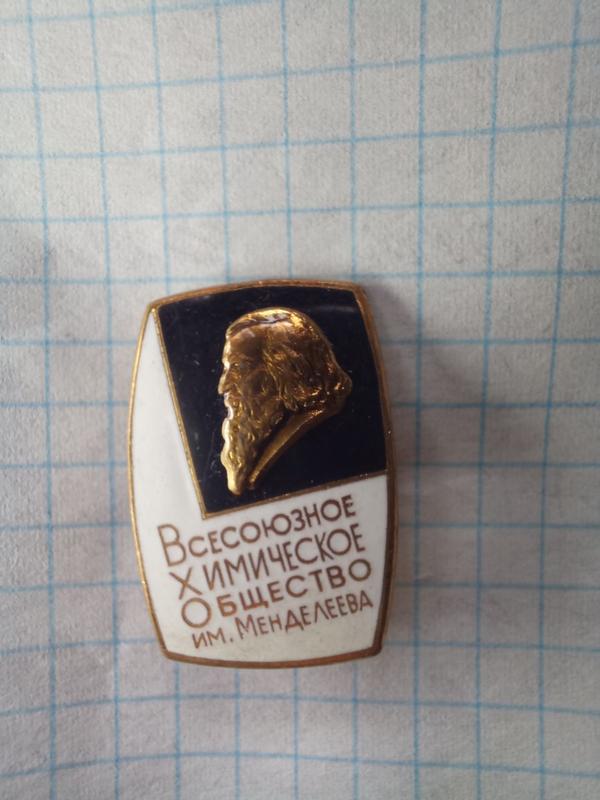 Всесоюзное
Химическое
Общество
им. Менделеева